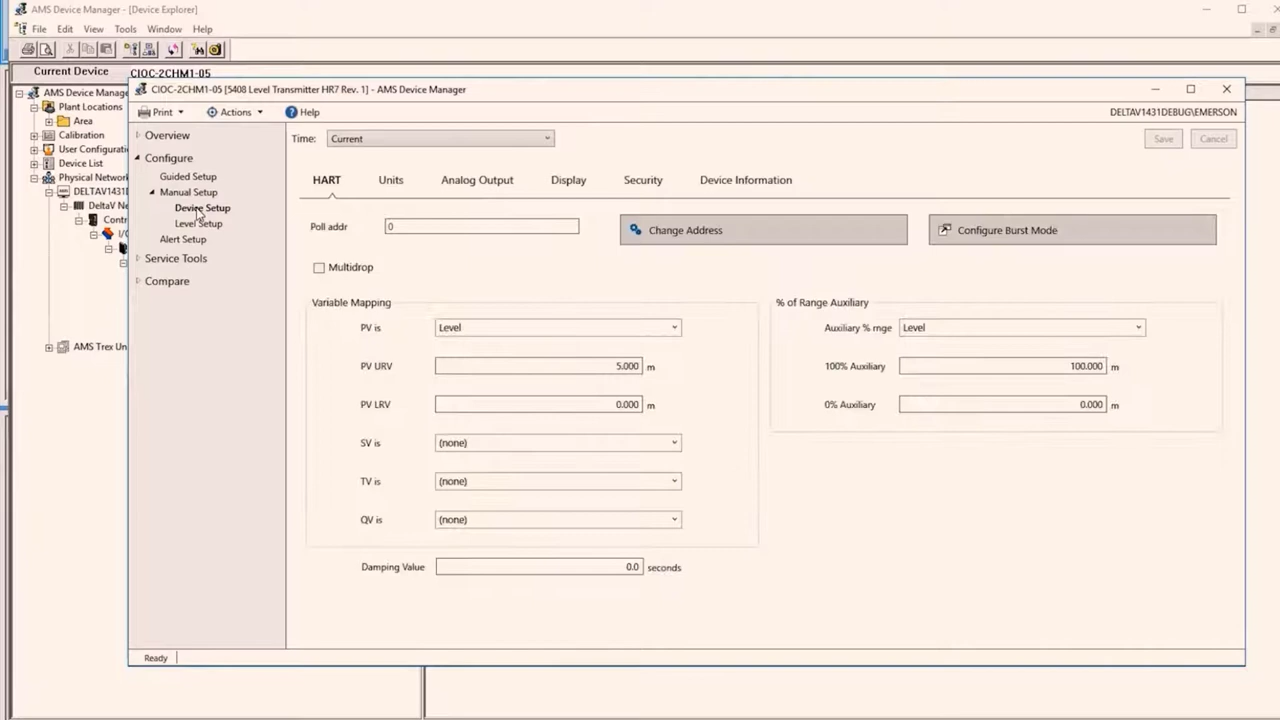 AMS Device Manager - [Device Explorer]
File Edit View Tools Window Help
Current Device CIOC-2CHM1-05
AMS Device Manage
Plant Locations
Area
Calibration
User Configuratio
Device List
Physical Network
DELTAV1431D
DeltaV Ne
Contr
I/O
AMS Trex Un
CIOC-2CHM1-05 [5408 Level Transmitter HR7 Rev. 1] - AMS Device Manager
Print Actions Help DELTAV1431DEBUG\EMERSON
Overview
Configure
Guided Setup
Manual Setup
Device Setup
Level Setup
Alert Setup
Service Tools
Compare
Time: Current Save Cancel
HART Units Analog Output Display Security Device Information
Poll addr 0 Change Address Configure Burst Mode
Multidrop
Variable Mapping
PV is Level
PV URV 5.000 m
PV LRV 0.000 m
SV is (none)
TV is (none)
QV is (none)
Damping Value 0.0 seconds
% of Range Auxiliary
Auxiliary % rnge Level
100% Auxiliary 100.000 m
0% Auxiliary 0.000 m
Ready